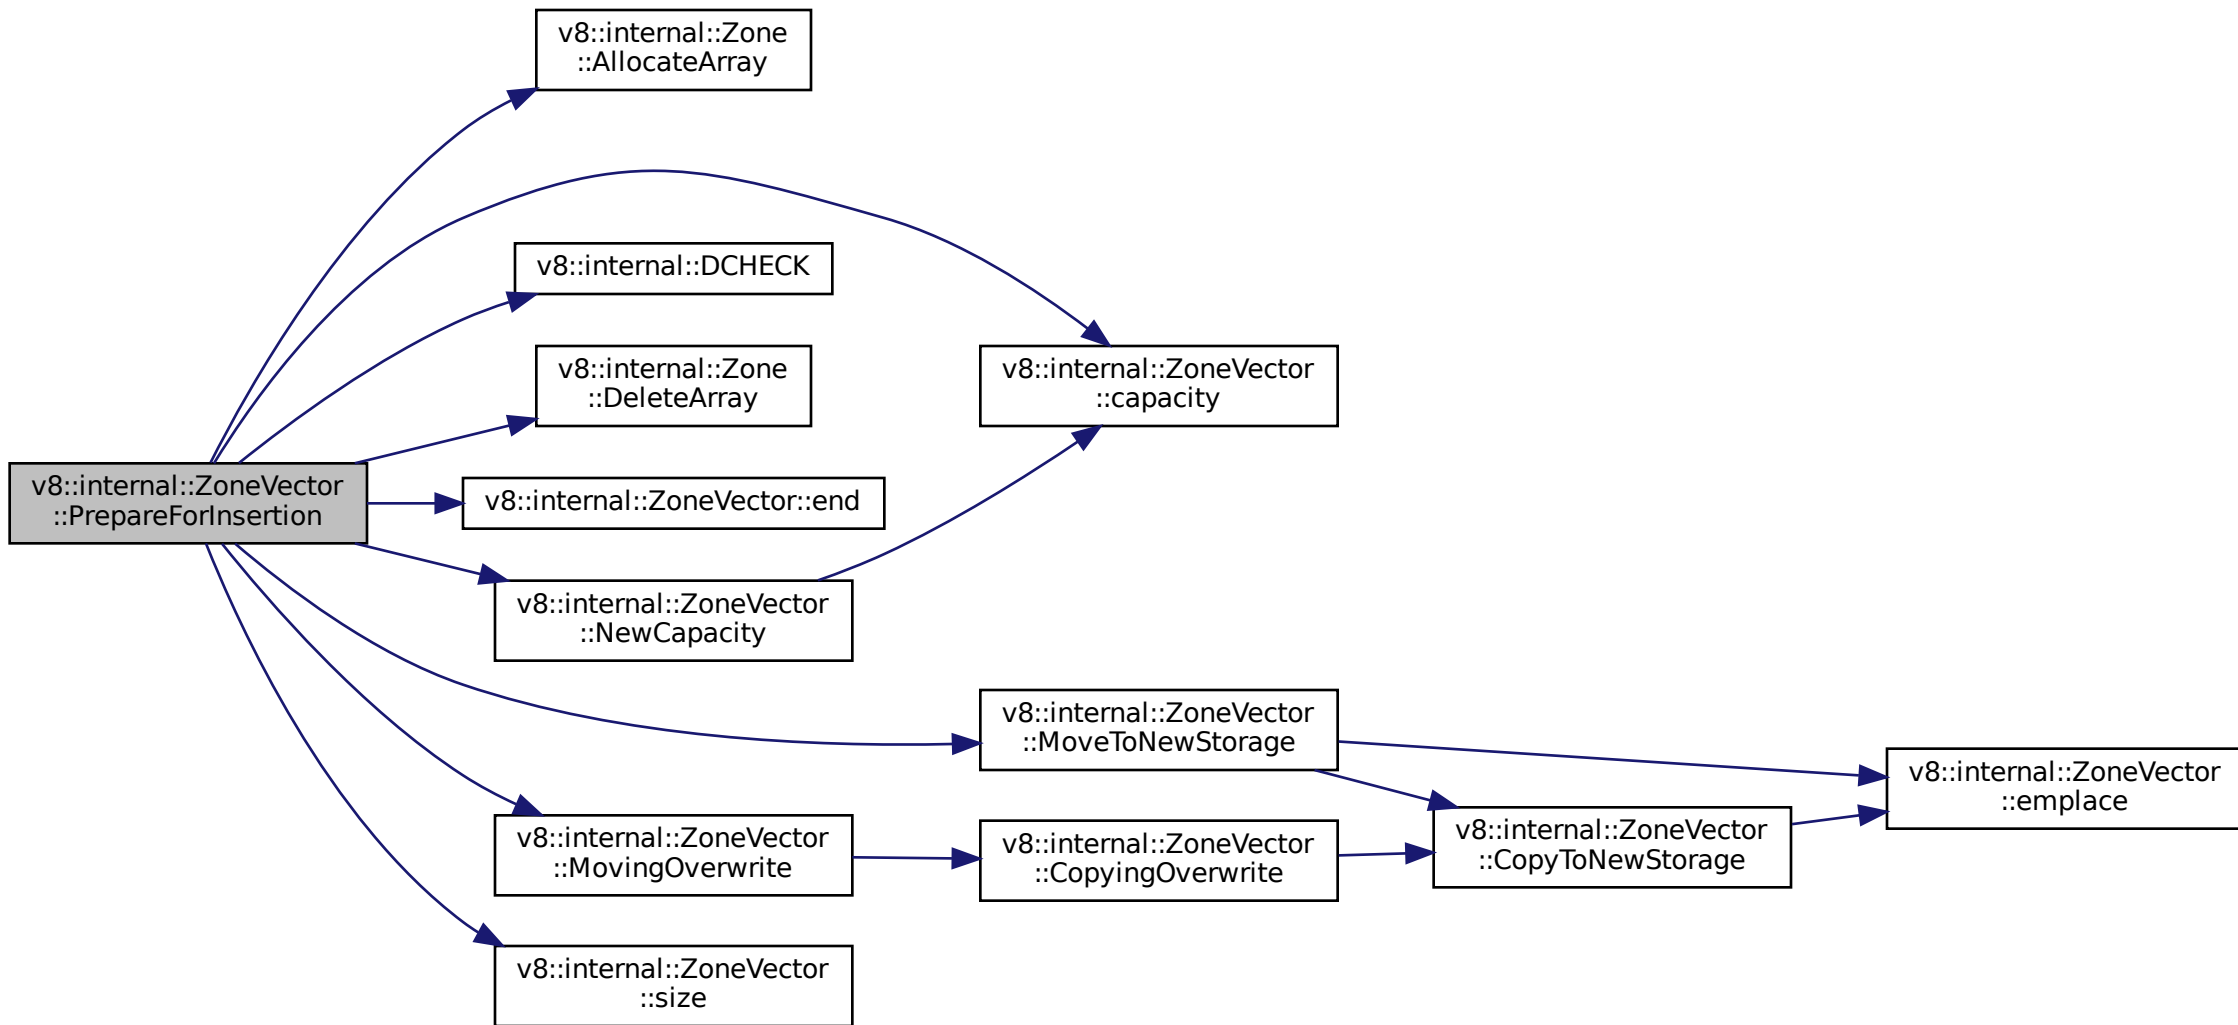 v8::internal::ZoneVector
::PrepareForInsertion
v8::internal::Zone
::AllocateArray
v8::internal::ZoneVector
::capacity
v8::internal::DCHECK
v8::internal::Zone
::DeleteArray
v8::internal::ZoneVector::end
v8::internal::ZoneVector
::NewCapacity
v8::internal::ZoneVector
::MoveToNewStorage
v8::internal::ZoneVector
::MovingOverwrite
v8::internal::ZoneVector
::size
v8::internal::ZoneVector
::CopyingOverwrite
v8::internal::ZoneVector
::CopyToNewStorage
v8::internal::ZoneVector
::emplace